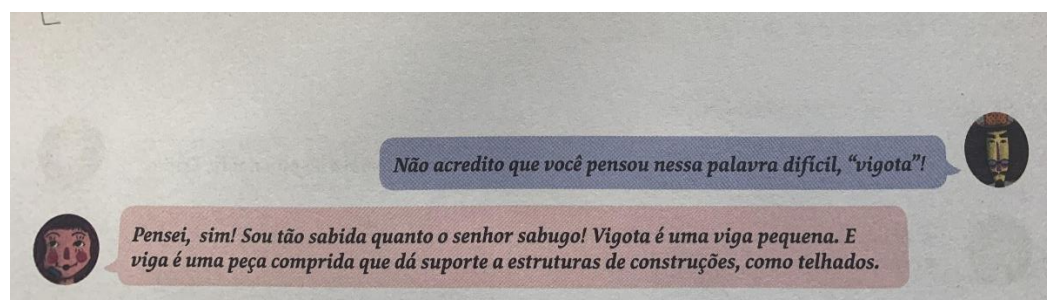 Não acredito que você pensou nessa palavra difícil, “vigota”!
Pensei, sim! Sou tão sabida quanto o senhor sabugo! Vigota é uma viga pequena. E
viga é uma peça comprida que dá suporte a estruturas de construções, como telhados.